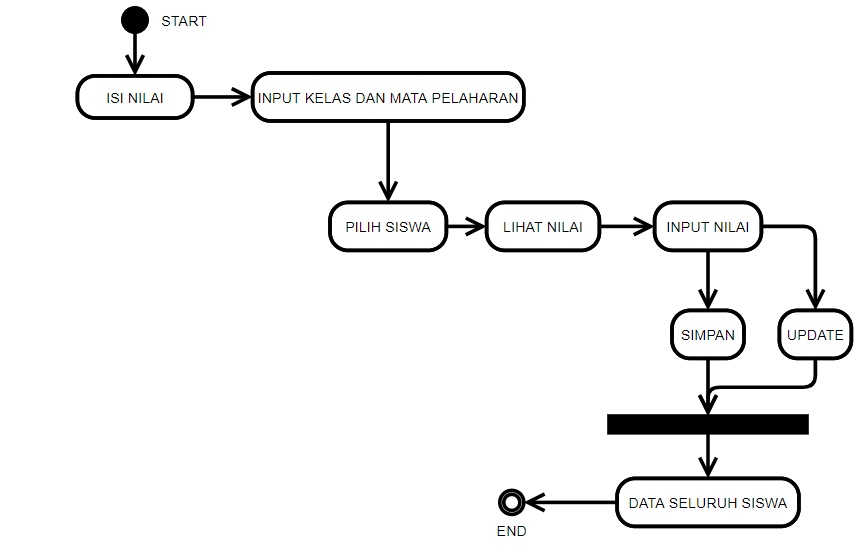 START
ISI NILAI
INPUT KELAS DAN MATA PELAHARAN
PILIH SISWA
LIHAT NILAI
INPUT NILAI
SIMPAN
UPDATE
DATA SELURUH SISWA
END